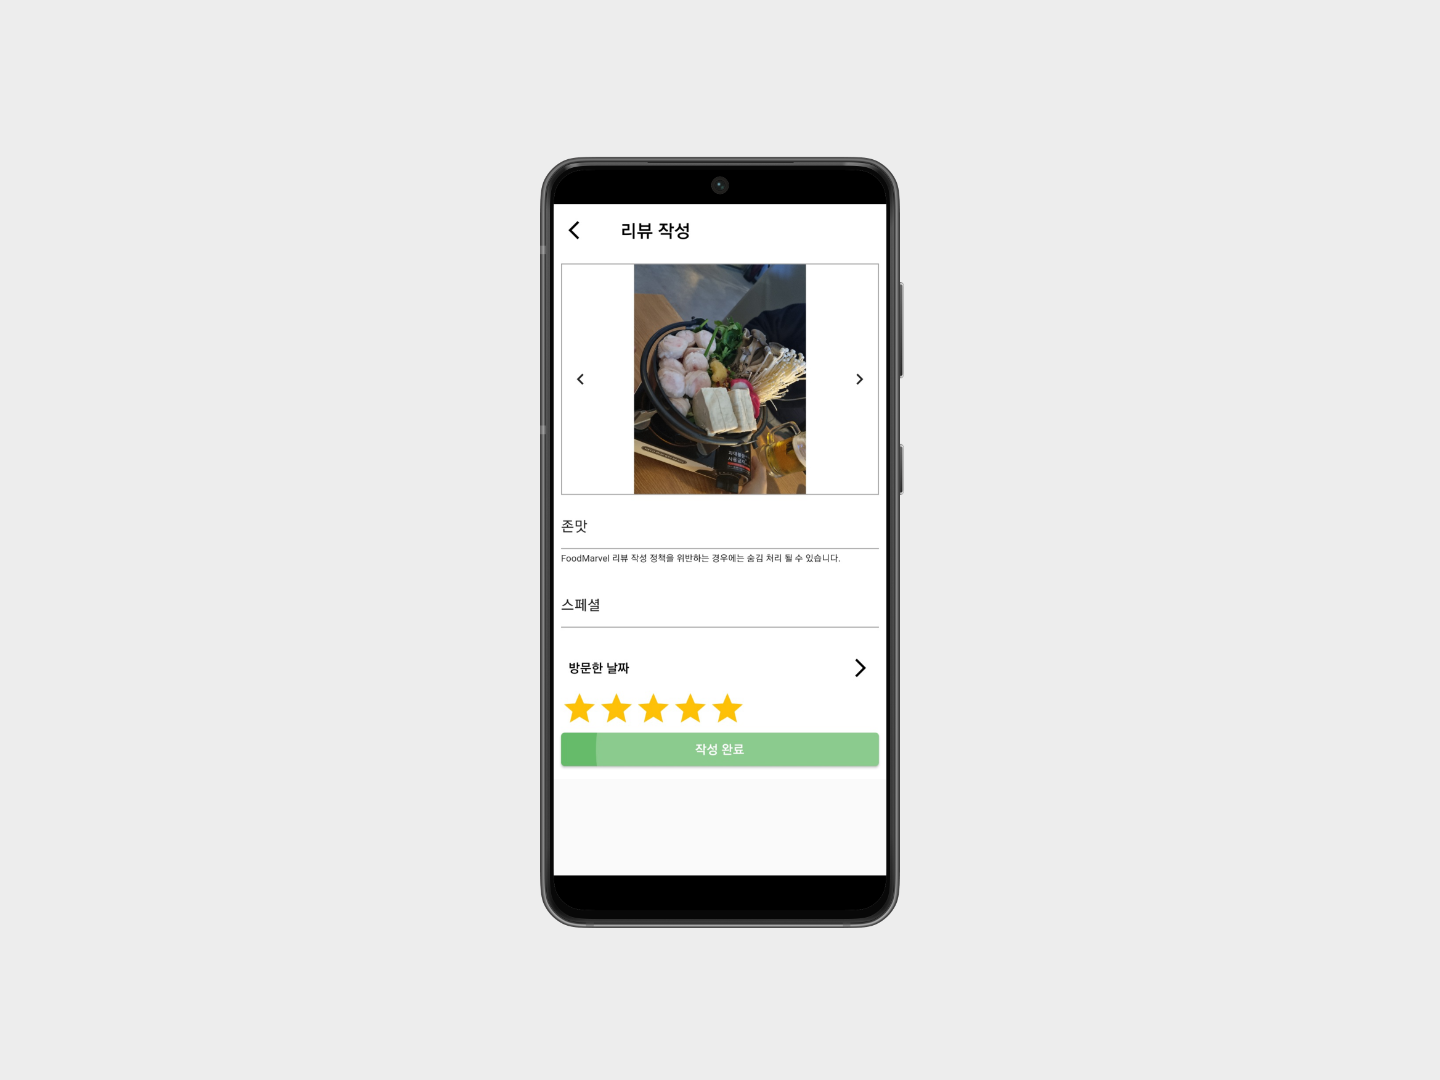 리뷰 작성
존맛
FoodMarvel 리뷰 작성 정책을 위반하는 경우에는 숨김 처리 될 수 있습니다.
스페셜
방문한 날짜
작성 완료